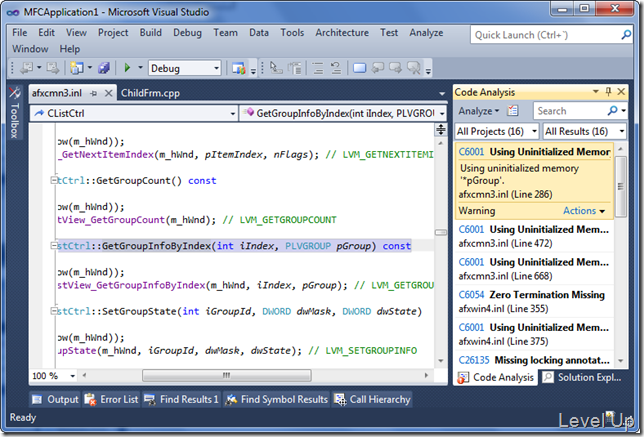 MFCApplication1 - Microsoft Visual Studio
File Edit View Project Build Debug Team Data Tools Architecture Test Analyze
Window Help
Quick Launch (Ctrl+`)
Debug
Toolbox
afxcmn3.inl ChildFrm.cpp
CListCtrl GetGroupInfoByIndex(int iIndex, PLVGROUP
ow(m_hWnd));
_GetNextItemIndex(m_hWnd, pItemIndex, nFlags); // LVM_GETNEXTITEMI
tCtrl::GetGroupCount() const
ow(m_hWnd));
tView_GetGroupCount(m_hWnd); // LVM_GETGROUPCOUNT
stCtrl::GetGroupInfoByIndex(int iIndex, PLVGROUP pGroup) const
ow(m_hWnd));
stView_GetGroupInfoByIndex(m_hWnd, iIndex, pGroup); // LVM_GETGROU
stCtrl::SetGroupState(int iGroupId, DWORD dwMask, DWORD dwState)
ow(m_hWnd));
upState(m_hWnd, iGroupId, dwMask, dwState); // LVM_SETGROUPINFO
100 %
Code Analysis
Analyze
Search
All Projects (16) All Results (16)
C6001 Using Uninitialized Memor
Using uninitialized memory
'*pGroup'.
afxcmn3.inl (Line 286)
Warning Actions
C6001 Using Uninitialized Mem...
afxcmn3.inl (Line 472)
C6001 Using Uninitialized Mem...
afxcmn3.inl (Line 668)
C6054 Zero Termination Missing
afxwin4.inl (Line 355)
C6001 Using Uninitialized Mem...
afxwin4.inl (Line 375)
C26135 Missing locking annotat...
Code Analysis Solution Expl...
Output Error List Find Results 1 Find Symbol Results Call Hierarchy
Ready
Level Up